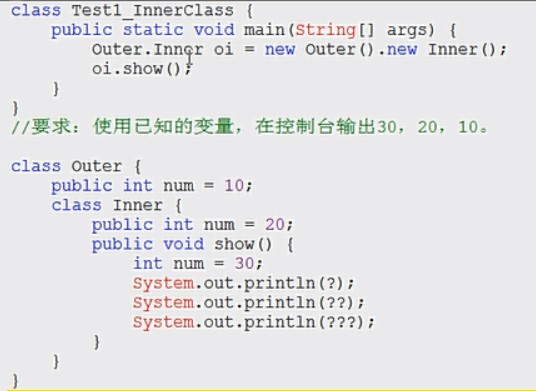 class Test1_InnerClass {
    public static void main(String[] args) {
        Outer.Inner oi = new Outer().new Inner();
        oi.show();
    }
}
//要求：使用已知的变量，在控制台输出30，20，10。

class Outer {
    public int num = 10;
    class Inner {
        public int num = 20;
        public void show() {
            int num = 30;
            System.out.println(?);
            System.out.println(??);
            System.out.println(???);
        }
    }
}